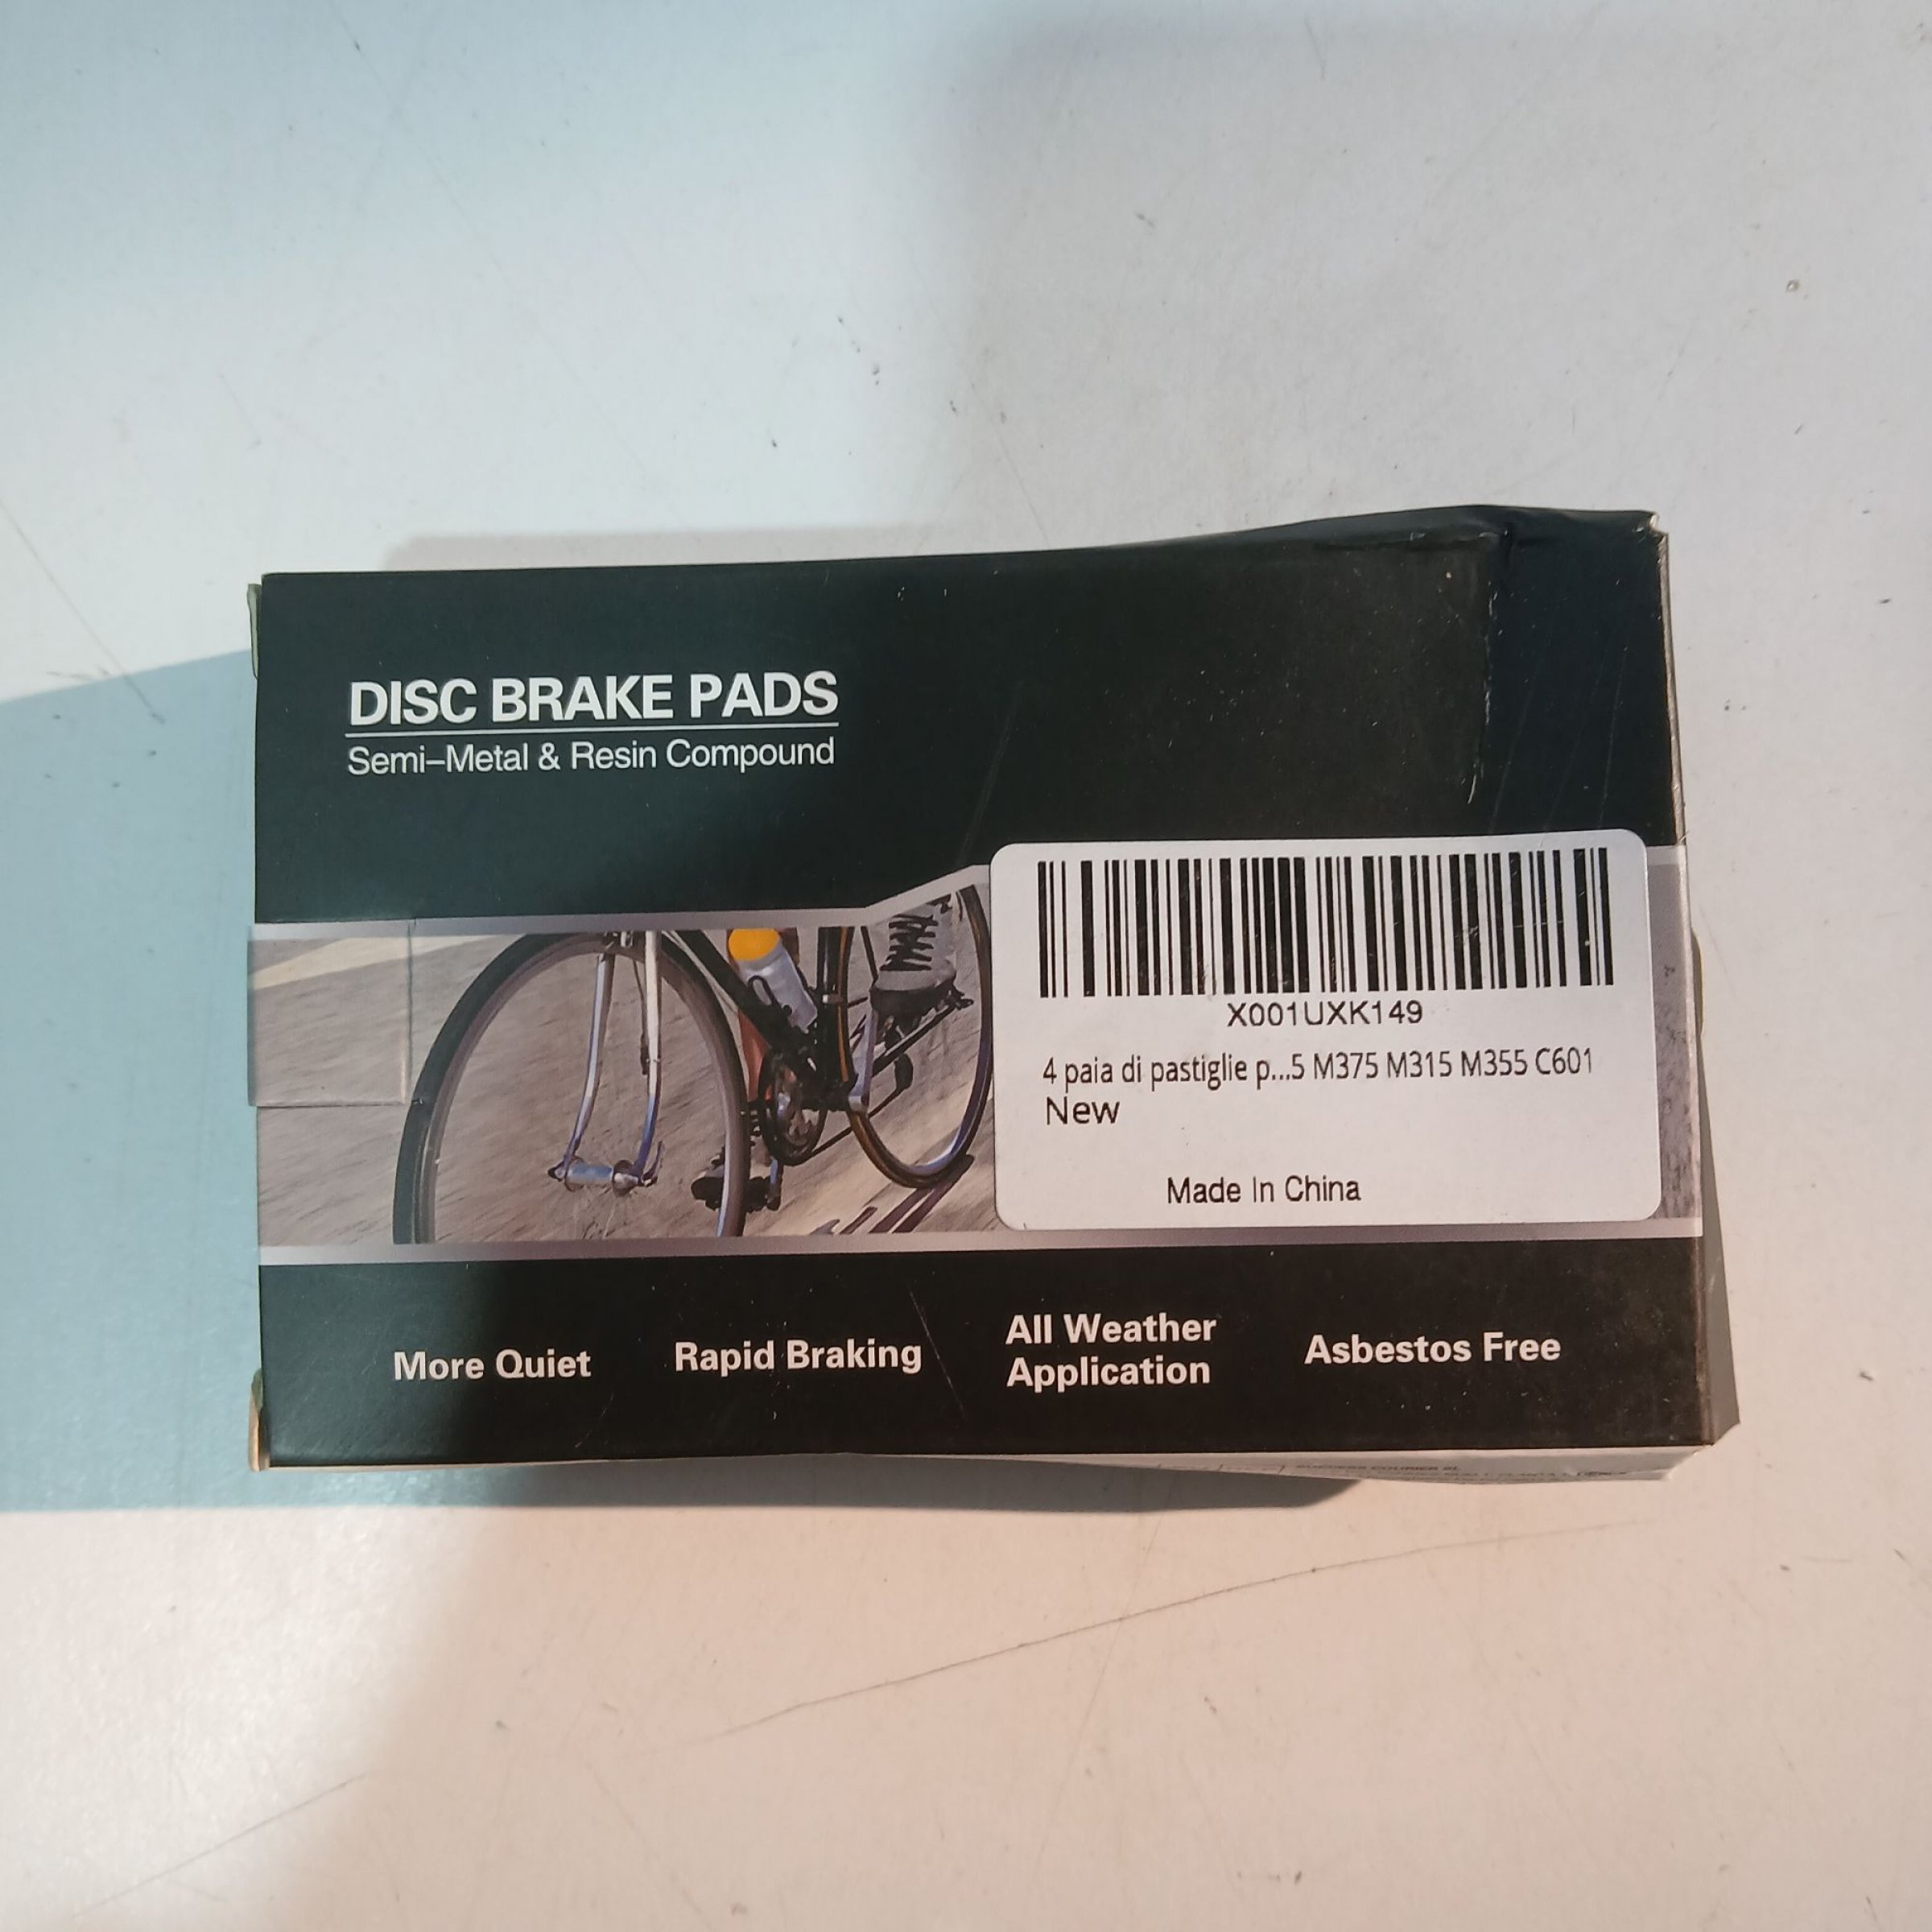 DISC BRAKE PADS
Semi-Metal & Resin Compound
X001UXK149
4 paia di pastiglie p...5 M375 M315 M355 C601
New
Made In China
More Quiet
Rapid Braking
All Weather
Application
Asbestos Free